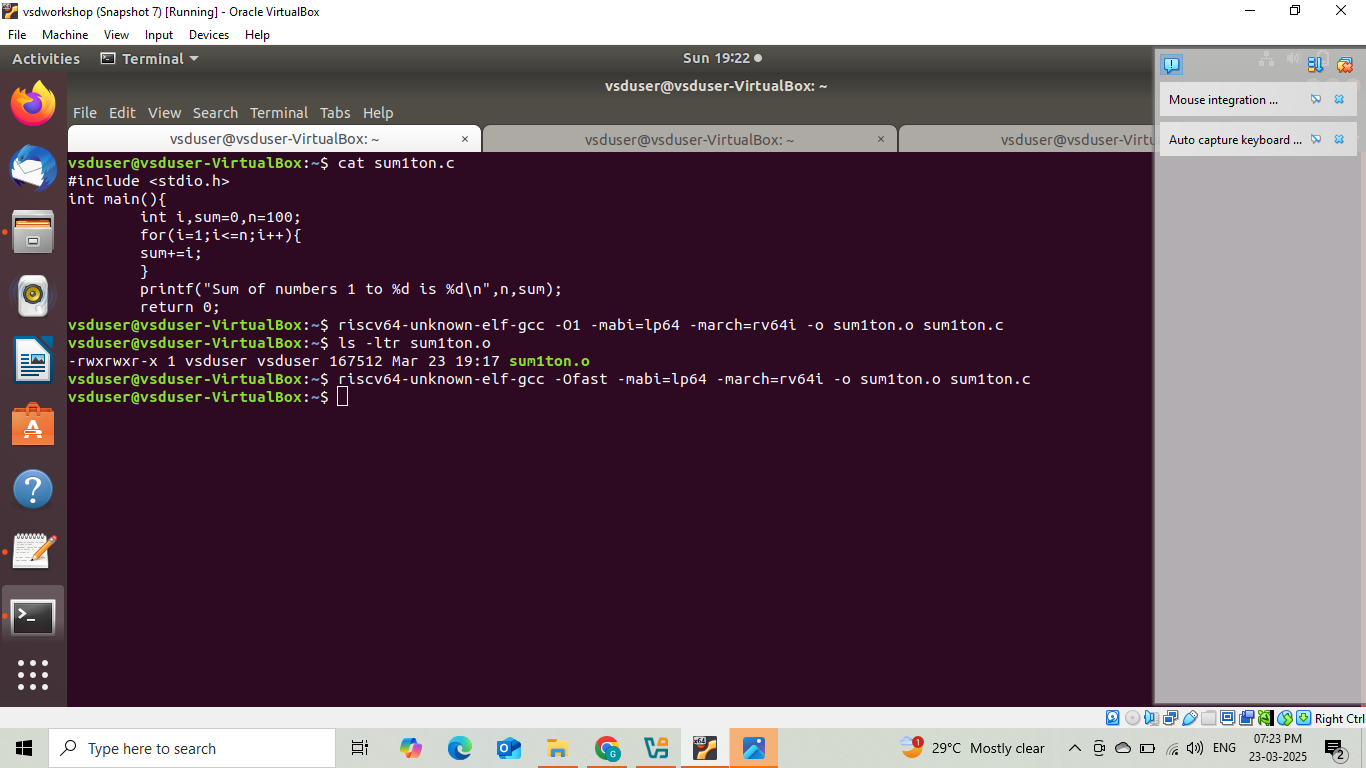 vsdworkshop (Snapshot 7) [Running] - Oracle VirtualBox
File Machine View Input Devices Help
Activities Terminal Sun 19:22
vsduser@vsduser-VirtualBox: ~
File Edit View Search Terminal Tabs Help
vsduser@vsduser-VirtualBox: ~ × vsduser@vsduser-VirtualBox: ~ × vsduser@vsduser-Virtu
Mouse integration ...
Auto capture keyboard ...
vsduser@vsduser-VirtualBox:~$ cat sum1ton.c
#include <stdio.h>
int main(){
        int i,sum=0,n=100;
        for(i=1;i<=n;i++){
        sum+=i;
        }
        printf("Sum of numbers 1 to %d is %d\n",n,sum);
        return 0;
vsduser@vsduser-VirtualBox:~$ riscv64-unknown-elf-gcc -O1 -mabi=lp64 -march=rv64i -o sum1ton.o sum1ton.c
vsduser@vsduser-VirtualBox:~$ ls -ltr sum1ton.o
-rwxrwxr-x 1 vsduser vsduser 167512 Mar 23 19:17 sum1ton.o
vsduser@vsduser-VirtualBox:~$ riscv64-unknown-elf-gcc -Ofast -mabi=lp64 -march=rv64i -o sum1ton.o sum1ton.c
vsduser@vsduser-VirtualBox:~$
Right Ctrl
Type here to search
1 29°C Mostly clear
ENG
07:23 PM
23-03-2025
2